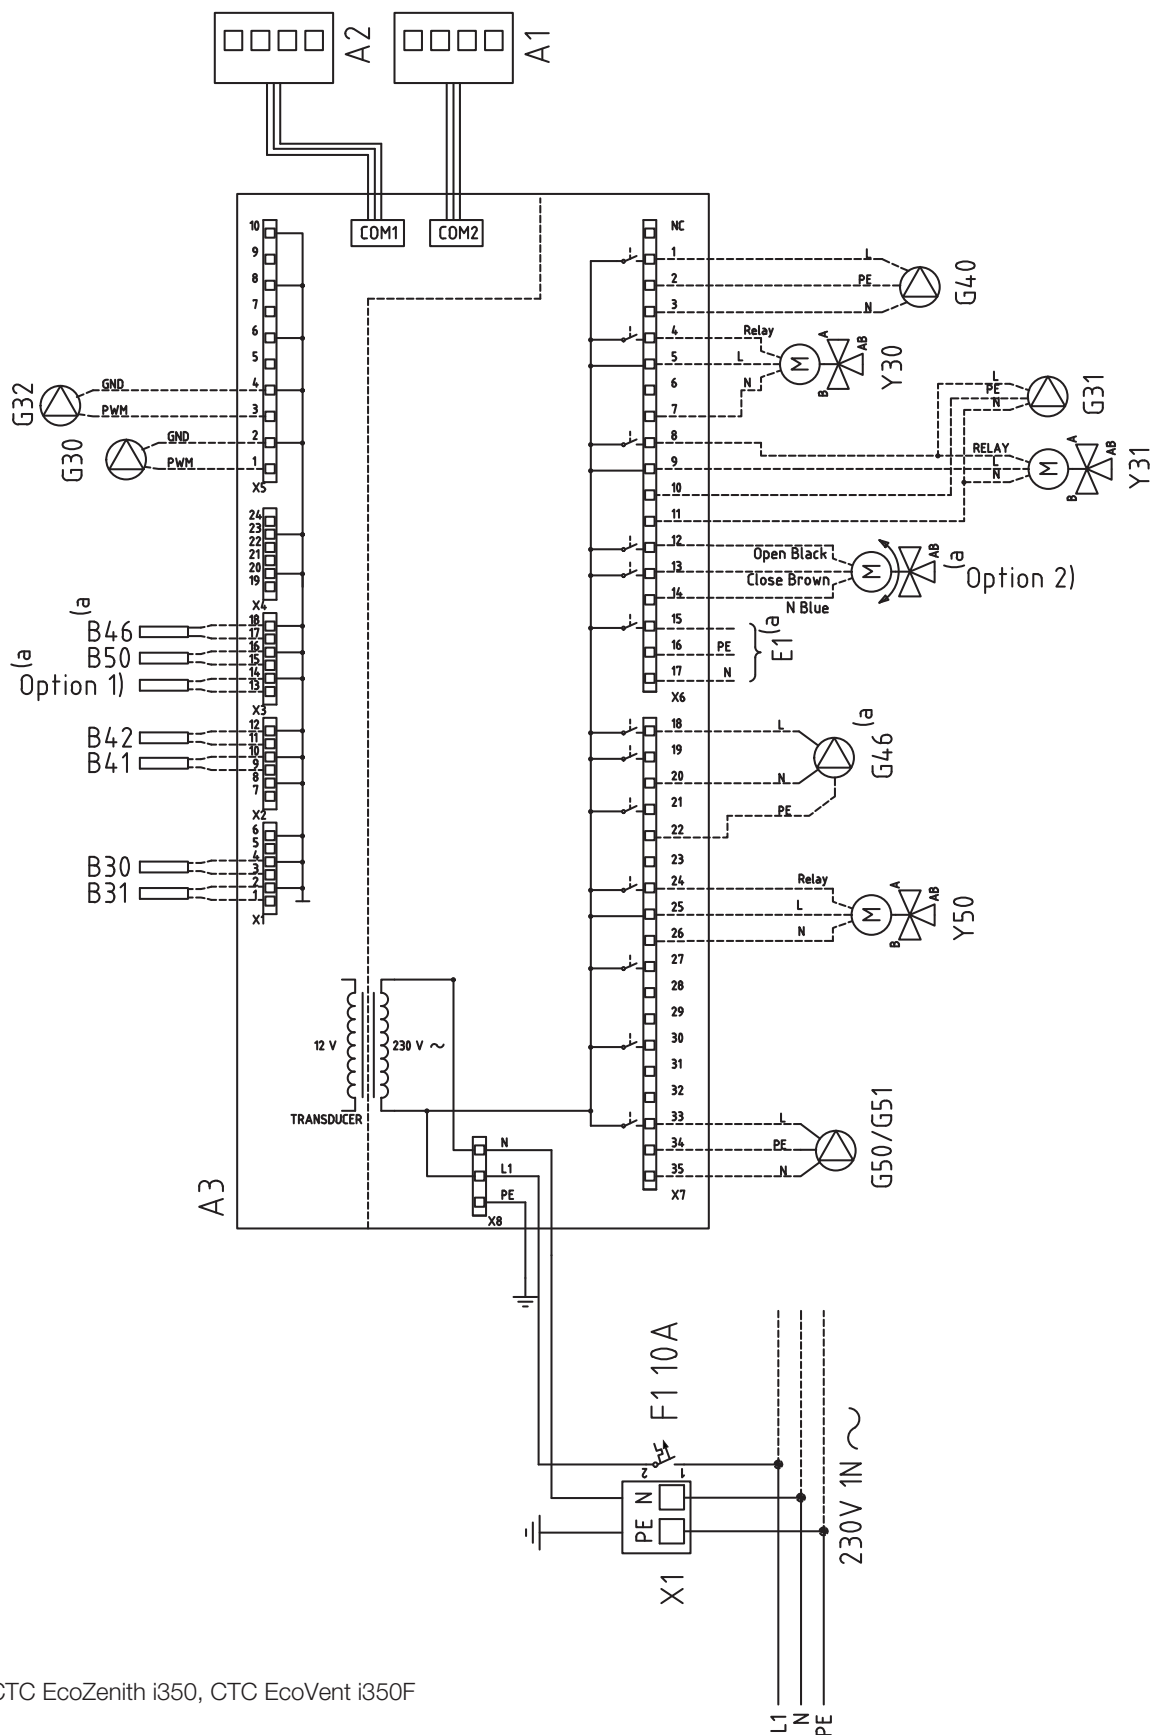 A2
A1
COM1
COM2
10
9
8
7
6
5
4
3
2
1
X5
GND
PWM
G32
GND
PWM
G30
24
23
22
21
20
19
X4
18
17
16
15
14
13
X3
(a
B46
B50
(a
Option 1)
12
11
10
9
8
7
X2
B42
B41
6
5
4
3
2
1
X1
B30
B31
NC
1
2
3
4
5
6
7
8
9
10
11
12
13
14
15
16
17
X6
L
PE
N
G40
Relay
L
N
M
A
AB
B
Y30
L
PE
N
G31
RELAY
L
N
M
A
AB
B
Y31
Open Black
Close Brown
N Blue
M
AB
(a
Option 2)
PE
N
E1 (a
18
19
20
21
22
23
24
25
26
27
28
29
30
31
32
33
34
35
X7
L
N
PE
G46 (a
Relay
L
N
M
A
AB
B
Y50
L
PE
N
G50/G51
12 V
230 V ~
TRANSDUCER
A3
N
L1
PE
X8
F1 10A
2
1
N
PE
X1
230V 1N ~
L1
N
PE
CTC EcoZenith i350, CTC EcoVent i350F